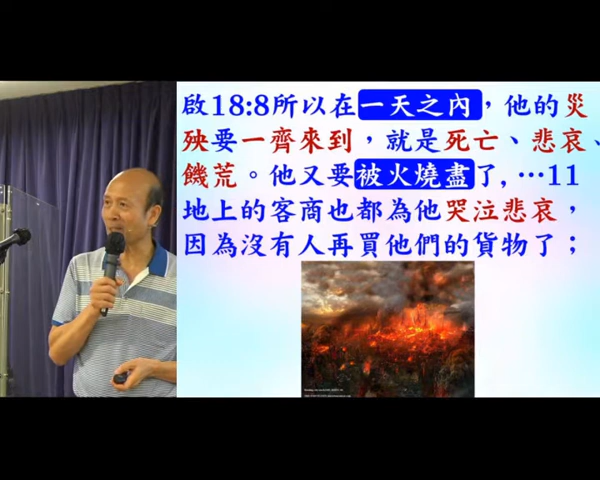 啟18:8所以在一天之內，他的災
殃要一齊來到，就是死亡、悲哀、
饑荒。他又要被火燒盡了,…11
地上的客商也都為他哭泣悲哀，
因為沒有人再買他們的貨物了；